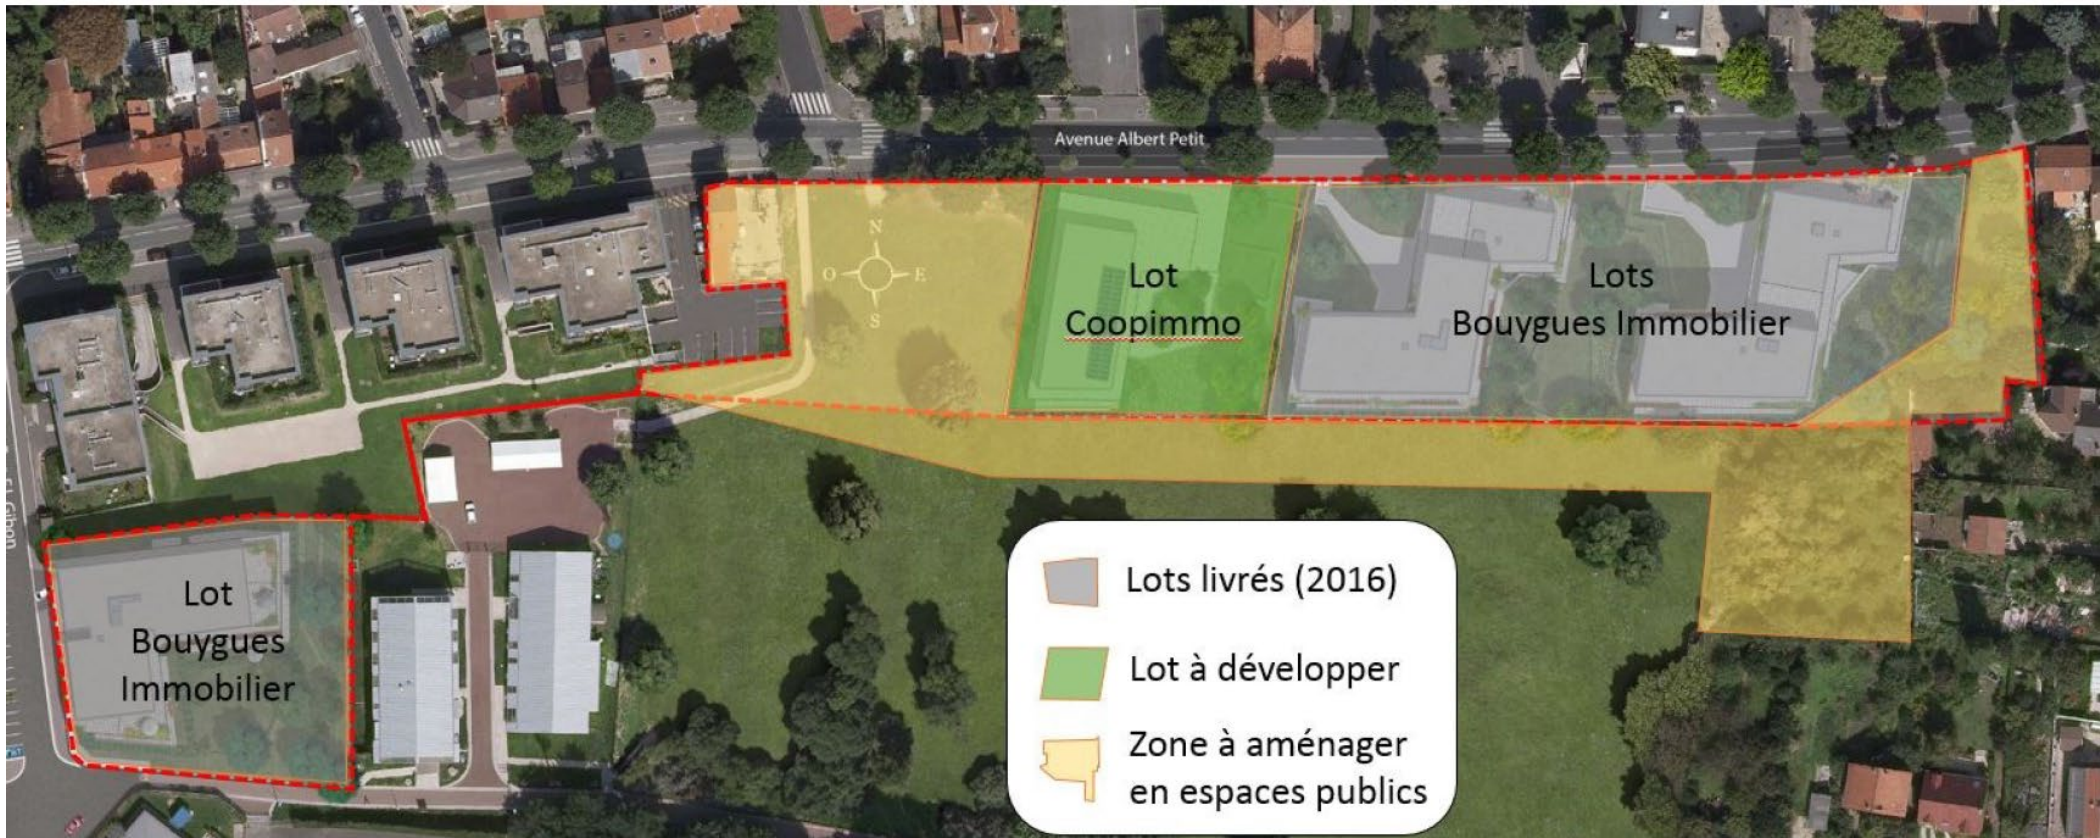 Avenue Albert Petit
N
O
E
S
Lot
Coopimmo
Lots
Bouygues Immobilier
Lot
Bouygues
Immobilier
Lots livrés (2016)
Lot à développer
Zone à aménager
en espaces publics